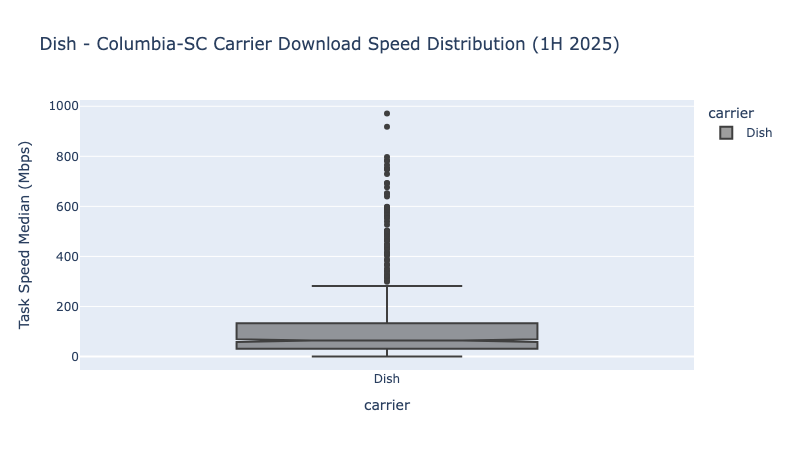 Dish - Columbia-SC Carrier Download Speed Distribution (1H 2025)
carrier
Dish
Task Speed Median (Mbps)
1000
800
600
400
200
0
Dish
carrier